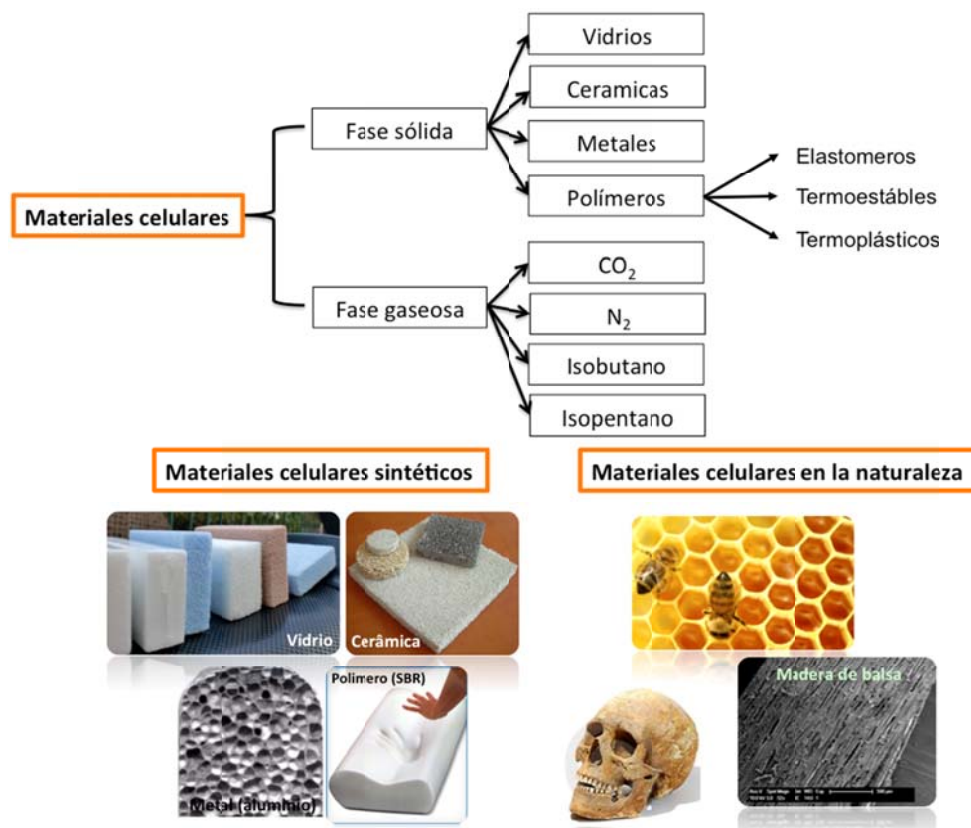 Vidrios
Ceramicas
Fase sólida
Metales
Elastomeros
Polímeros
Termoestábles
Materiales celulares
Termoplásticos
CO₂
Fase gaseosa
N₂
Isobutano
Isopentano
Materiales celulares sintéticos
Materiales celulares en la naturaleza
Vidrio
Cerâmica
Polimero (SBR)
Madera de balsa
Metal (aluminio)